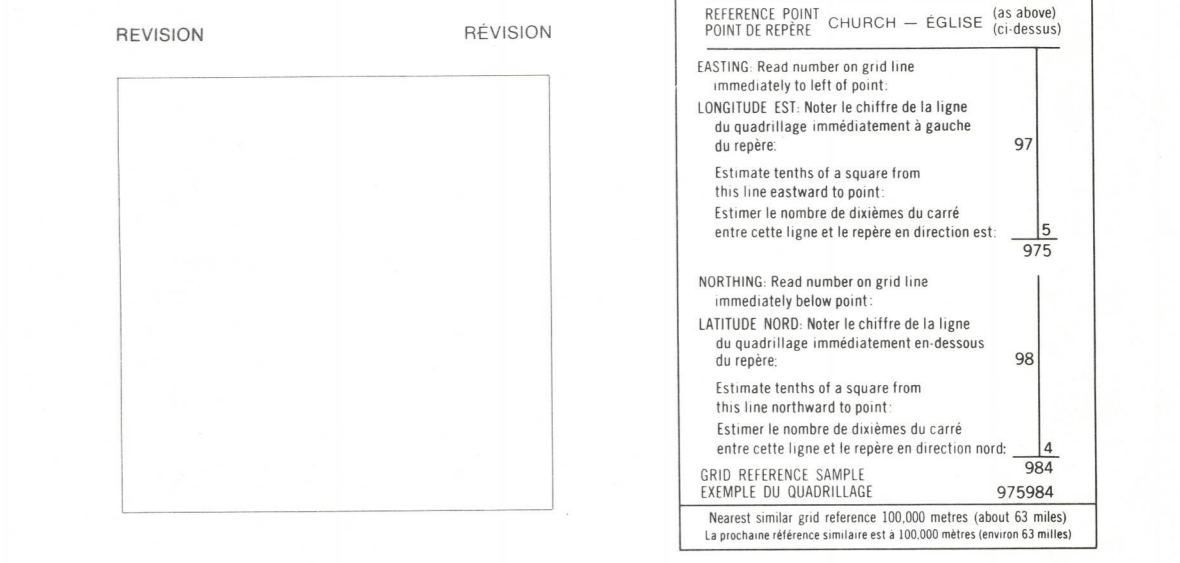 REVISION
RÉVISION
REFERENCE POINT
POINT DE REPÈRE
CHURCH — ÉGLISE
(as above)
(ci-dessus)
EASTING: Read number on grid line
immediately to left of point:
LONGITUDE EST: Noter le chiffre de la ligne
du quadrillage immédiatement à gauche
du repère: 97
Estimate tenths of a square from
this line eastward to point:
Estimer le nombre de dixièmes du carré
entre cette ligne et le repère en direction est: 5
975
NORTHING: Read number on grid line
immediately below point:
LATITUDE NORD: Noter le chiffre de la ligne
du quadrillage immédiatement en-dessous
du repère: 98
Estimate tenths of a square from
this line northward to point:
Estimer le nombre de dixièmes du carré
entre cette ligne et le repère en direction nord: 4
984
GRID REFERENCE SAMPLE
EXEMPLE DU QUADRILLAGE 975984
Nearest similar grid reference 100,000 metres (about 63 miles)
La prochaine référence similaire est à 100,000 mètres (environ 63 milles)